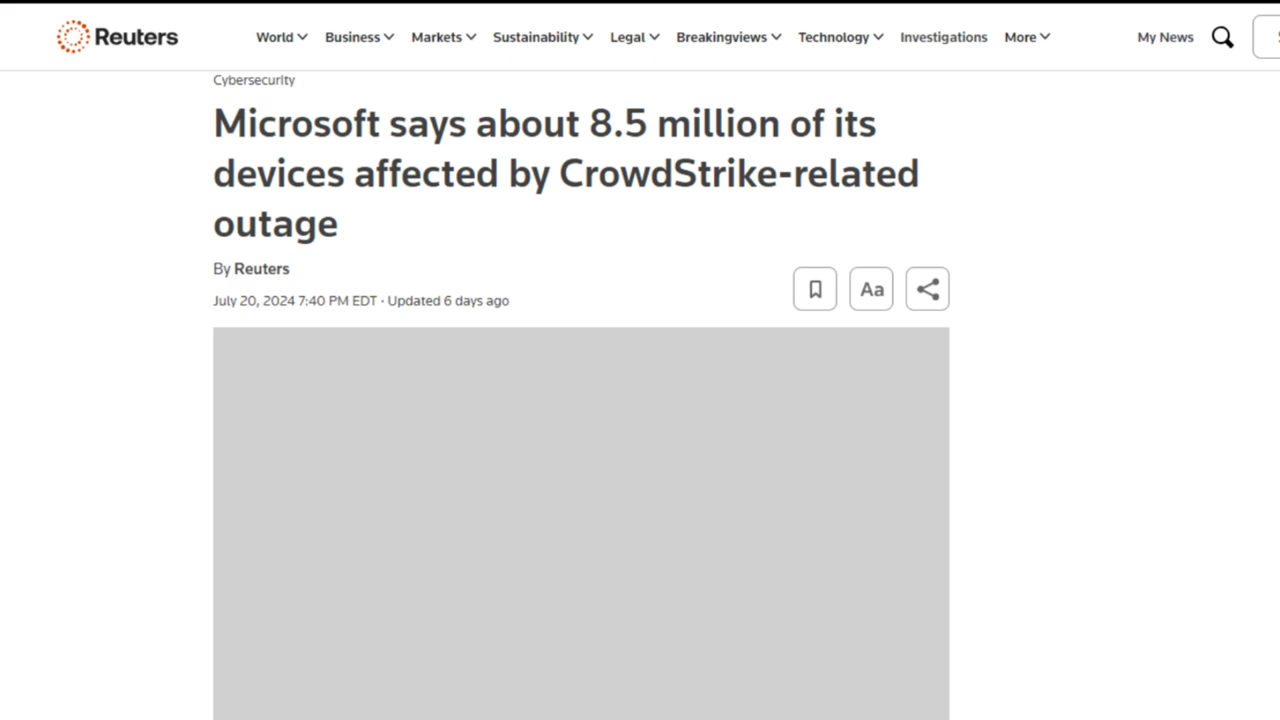 Reuters World Business Markets Sustainability Legal Breakingviews Technology Investigations More My News
Cybersecurity
Microsoft says about 8.5 million of its
devices affected by CrowdStrike-related
outage
By Reuters
July 20, 2024 7:40 PM EDT · Updated 6 days ago
Aa